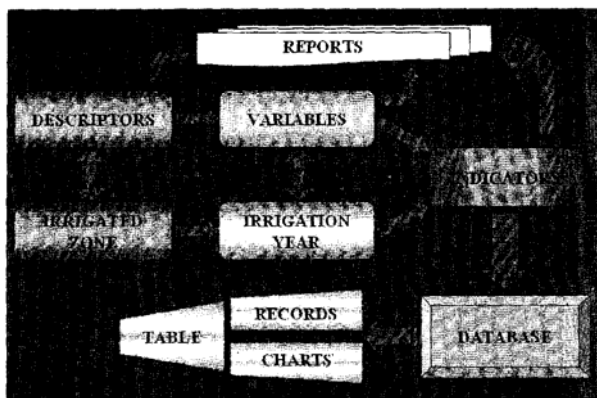 REPORTS
DESCRIPTORS
VARIABLES
INDICATORS
IRRIGATED
ZONE
IRRIGATION
YEAR
RECORDS
TABLE
CHARTS
DATABASE